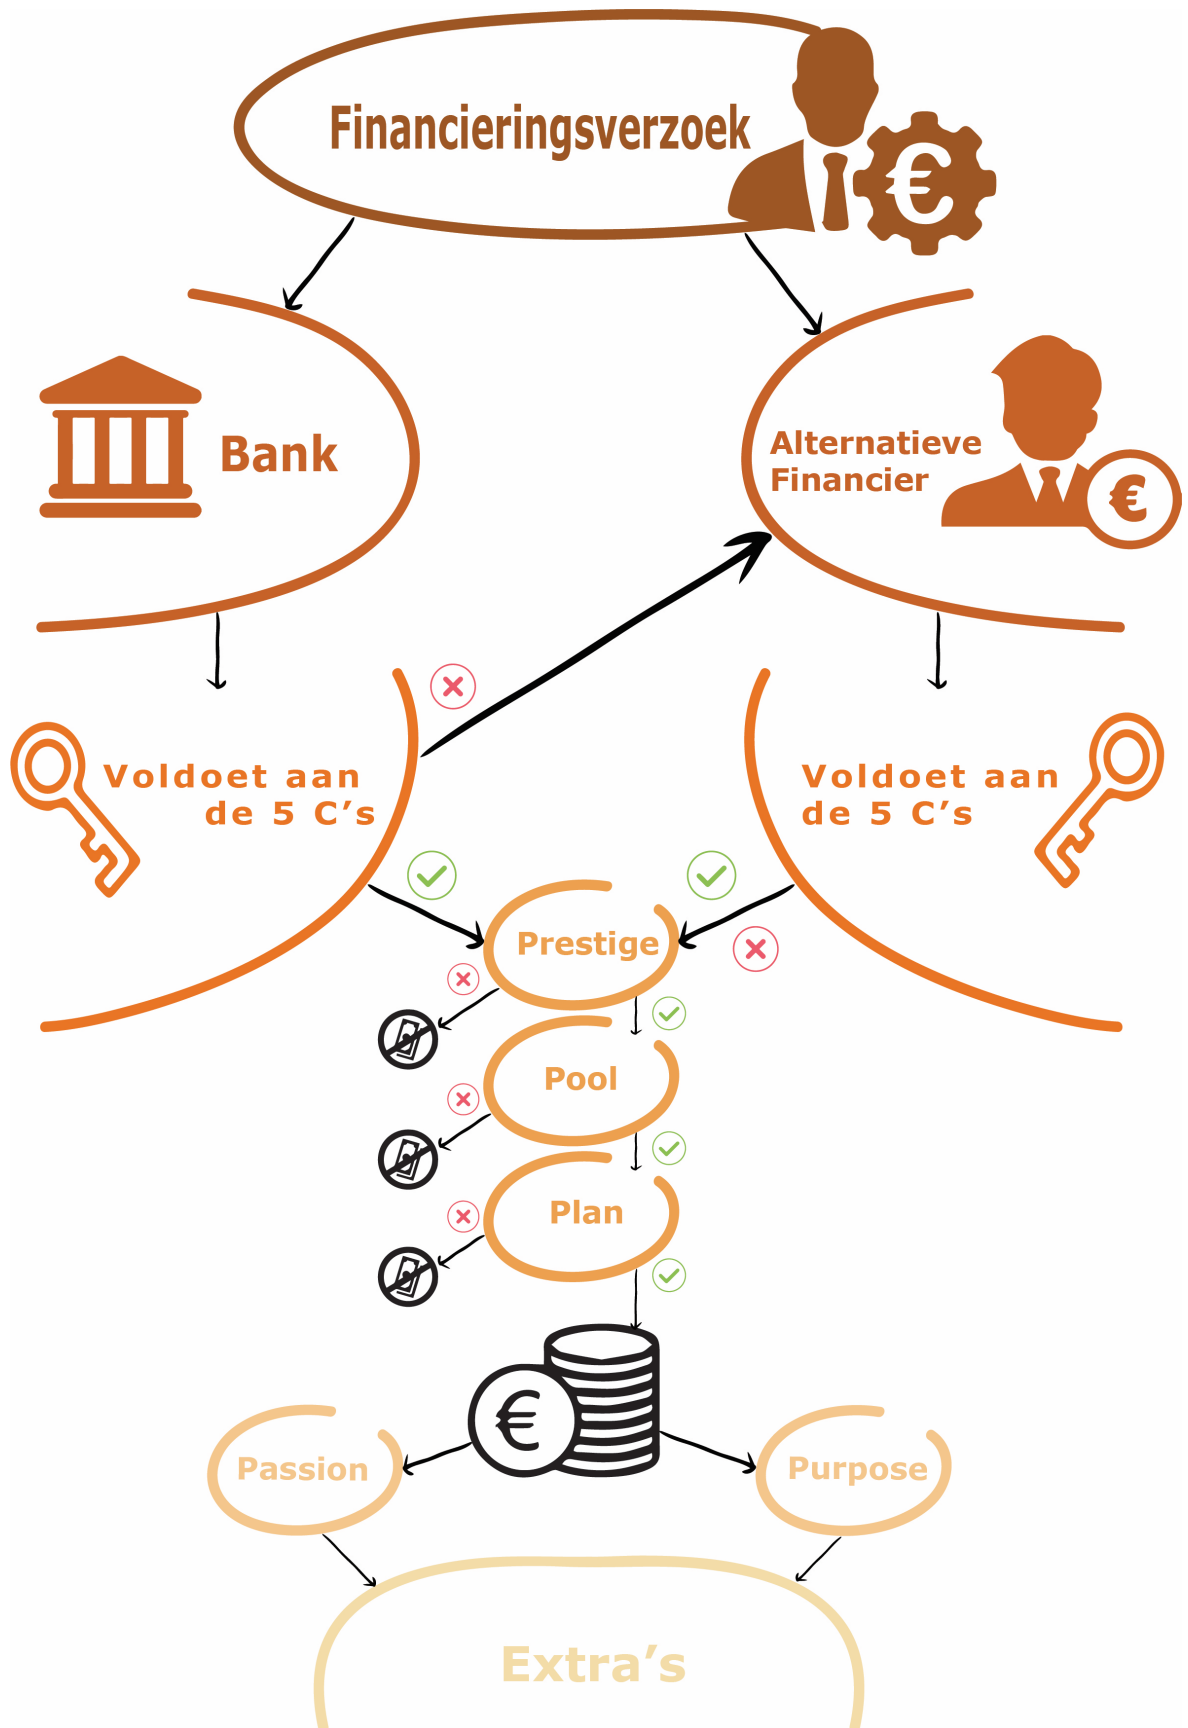 Financieringsverzoek
€
Bank
Alternatieve
Financier
€
Voldoet aan
de 5 C’s
Voldoet aan
de 5 C’s
Prestige
Pool
Plan
€
Passion
Purpose
Extra’s